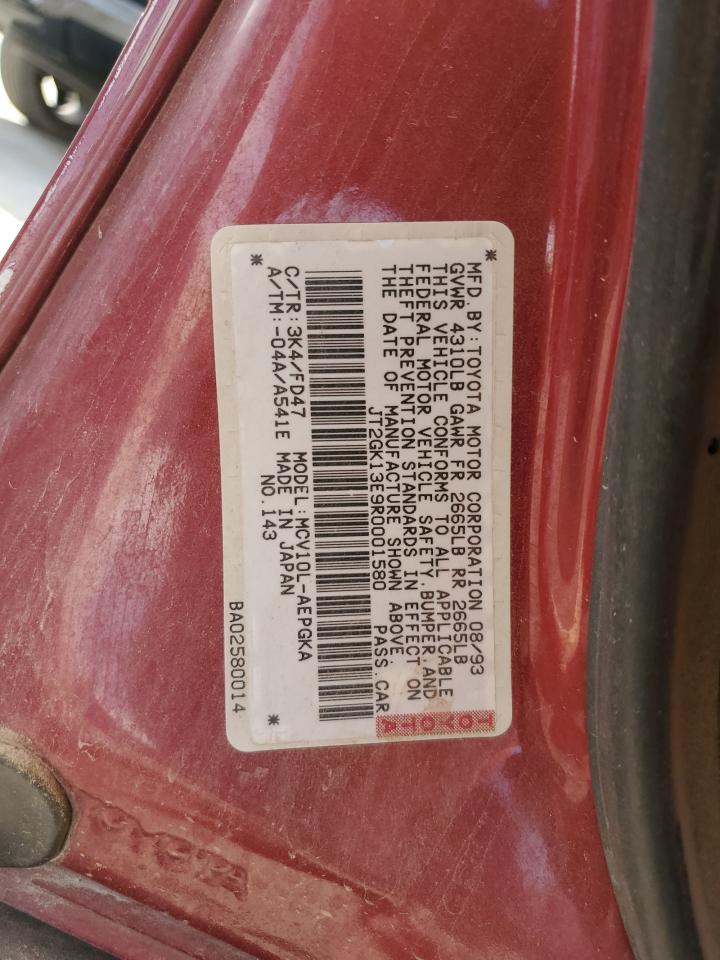 MFD. BY: TOYOTA MOTOR CORPORATION 08/93
GVWR 4310LB GAWR FR 2665LB RR 2665LB
THIS VEHICLE CONFORMS TO ALL APPLICABLE
FEDERAL MOTOR VEHICLE SAFETY, BUMPER, AND
THEFT PREVENTION STANDARDS IN EFFECT ON
THE DATE OF MANUFACTURE SHOWN ABOVE.
JT2GK13E9R0001580 PASS.CAR
* *
C/TR:3K4/FD47 MODEL:MCV10L-AEPGKA
A/TM:-04A/A541E MADE IN JAPAN
* NO.143
TOYOTA
BA02580014
TOYOTA